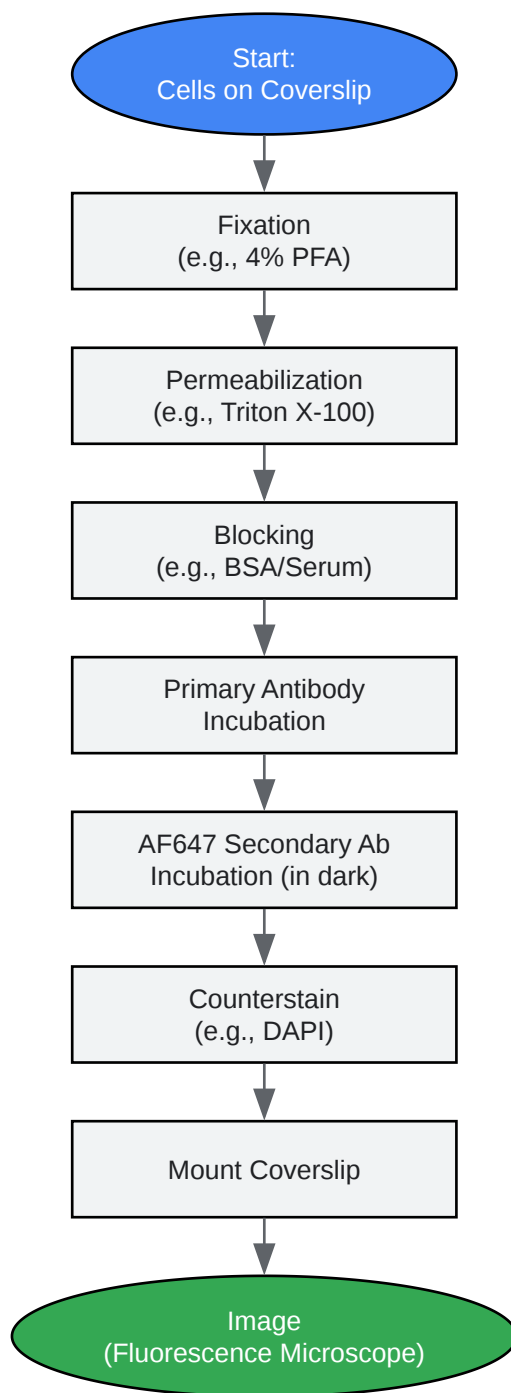 Start:
Cells on Coverslip
Fixation
(e.g., 4% PFA)
Permeabilization
(e.g., Triton X-100)
Blocking
(e.g., BSA/Serum)
Primary Antibody
Incubation
AF647 Secondary Ab
Incubation (in dark)
Counterstain
(e.g., DAPI)
Mount Coverslip
Image
(Fluorescence Microscope)